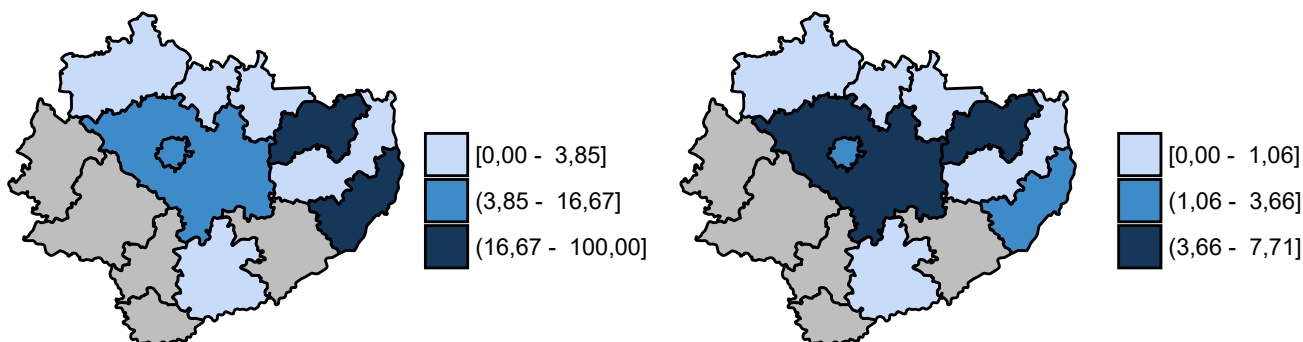 [0,00 - 3,85]
(3,85 - 16,67]
(16,67 - 100,00]
[0,00 - 1,06]
(1,06 - 3,66]
(3,66 - 7,71]